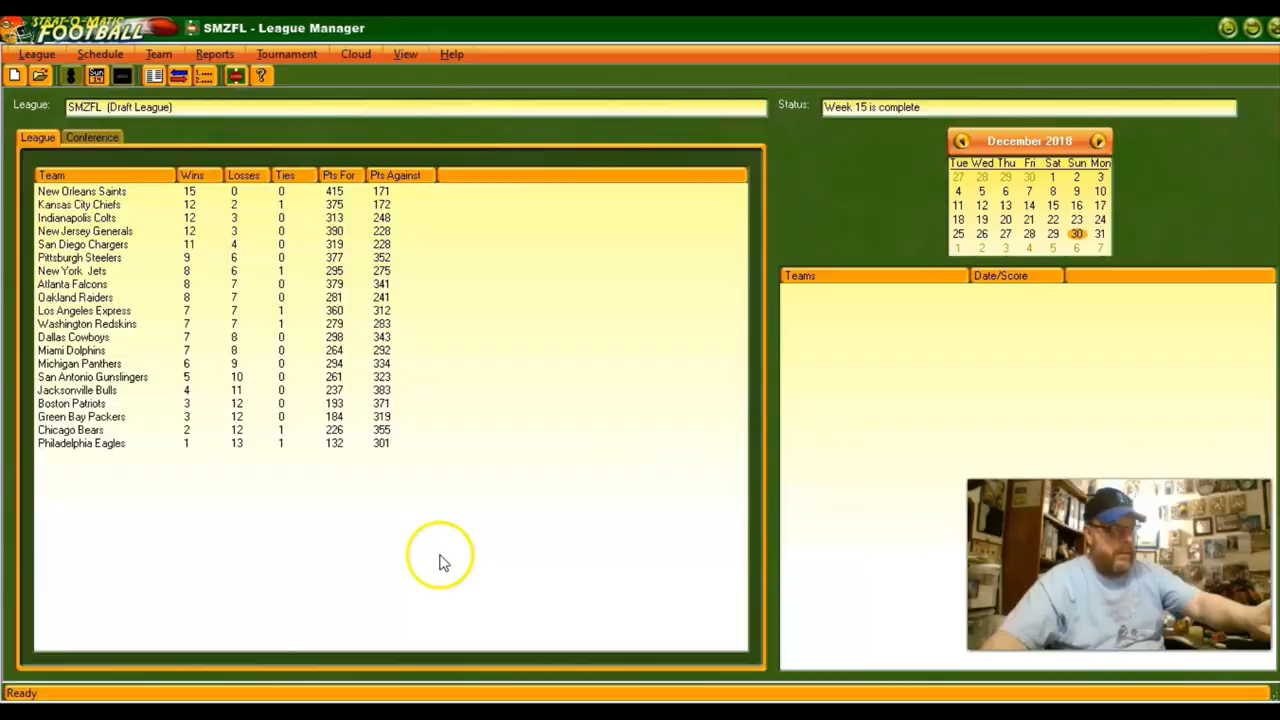 STRAT-O-MATIC
FOOTBALL
SMZFL - League Manager
League Schedule Team Reports Tournament Cloud View Help
League: SMZFL (Draft League) Status: Week 15 is complete
League Conference
December 2018
Tue Wed Thu Fri Sat Sun Mon
27 28 29 30 1 2 3
4 5 6 7 8 9 10
11 12 13 14 15 16 17
18 19 20 21 22 23 24
25 26 27 28 29 30 31
1 2 3 4 5 6 7
Team Wins Losses Ties Pts For Pts Against
New Orleans Saints 15 0 0 415 171
Kansas City Chiefs 12 2 1 375 172
Indianapolis Colts 12 3 0 313 248
New Jersey Generals 12 3 0 390 228
San Diego Chargers 11 4 0 319 228
Pittsburgh Steelers 9 6 0 377 352
New York Jets 8 6 1 295 275
Atlanta Falcons 8 7 0 379 341
Oakland Raiders 8 7 0 281 241
Los Angeles Express 7 7 1 360 312
Washington Redskins 7 7 1 279 283
Dallas Cowboys 7 8 0 298 343
Miami Dolphins 7 8 0 264 292
Michigan Panthers 6 9 0 294 334
San Antonio Gunslingers 5 10 0 261 323
Jacksonville Bulls 4 11 0 237 383
Boston Patriots 3 12 0 193 371
Green Bay Packers 3 12 0 184 319
Chicago Bears 2 12 1 226 355
Philadelphia Eagles 1 13 1 132 301
Teams Date/Score
Ready